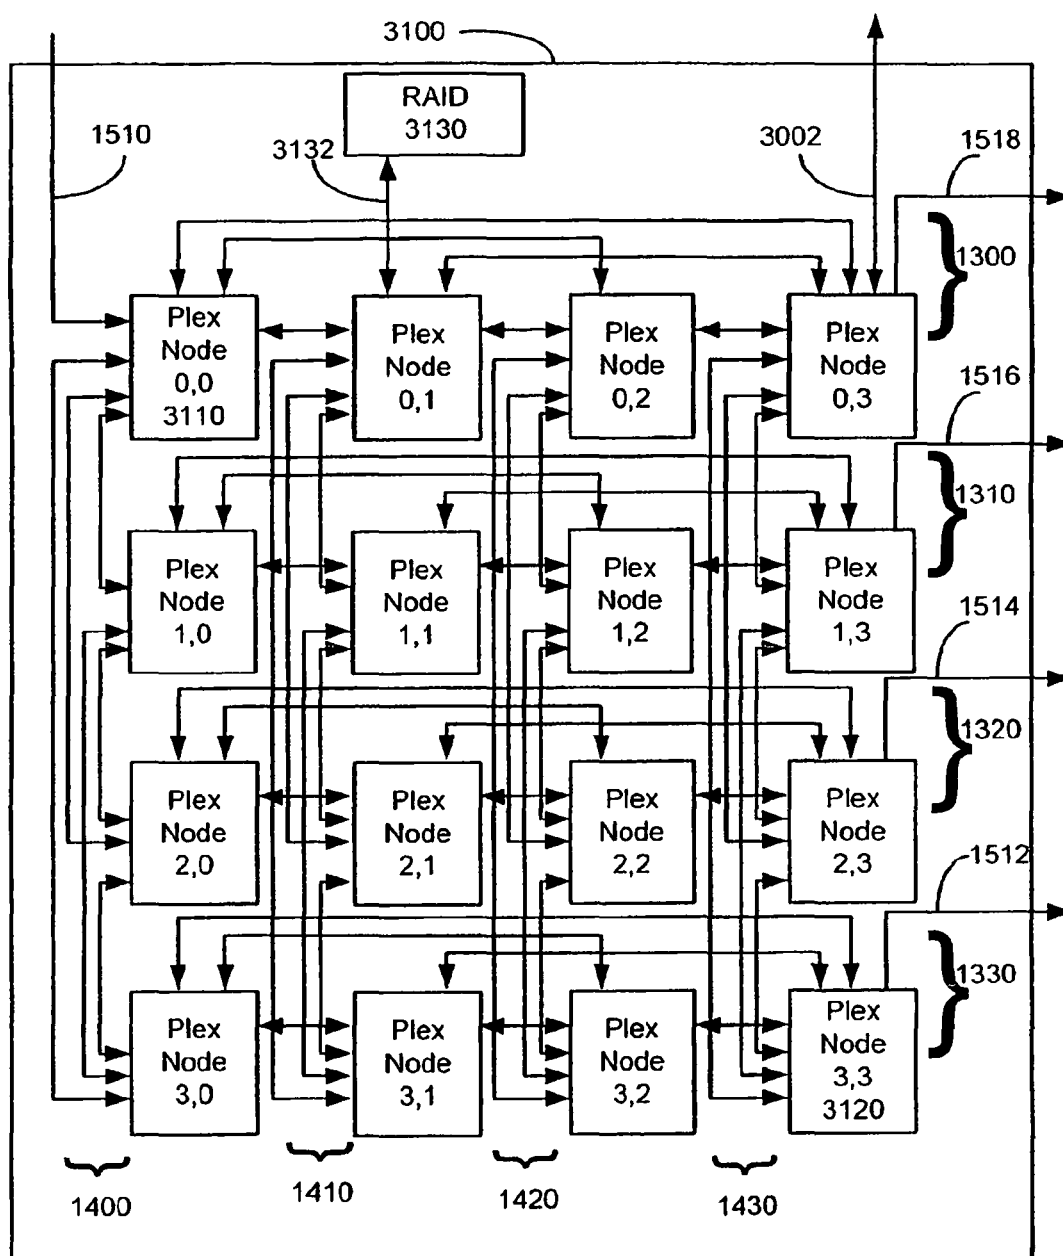 3100
RAID
3130
1510
3132
3002
1518
1300
Plex
Node
0,0
3110
Plex
Node
0,1
Plex
Node
0,2
Plex
Node
0,3
1516
1310
Plex
Node
1,0
Plex
Node
1,1
Plex
Node
1,2
Plex
Node
1,3
1514
1320
Plex
Node
2,0
Plex
Node
2,1
Plex
Node
2,2
Plex
Node
2,3
1512
1330
Plex
Node
3,0
Plex
Node
3,1
Plex
Node
3,2
Plex
Node
3,3
3120
1400
1410
1420
1430